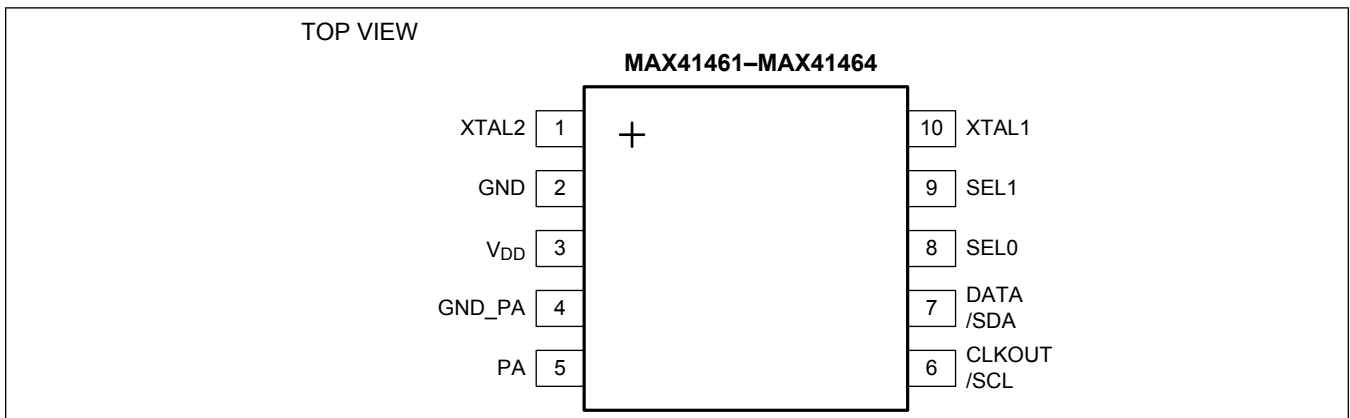 TOP VIEW
MAX41461–MAX41464
XTAL2 1
+
10 XTAL1
GND 2
9 SEL1
VDD 3
8 SEL0
GND_PA 4
7 DATA
/SDA
PA 5
6 CLKOUT
/SCL